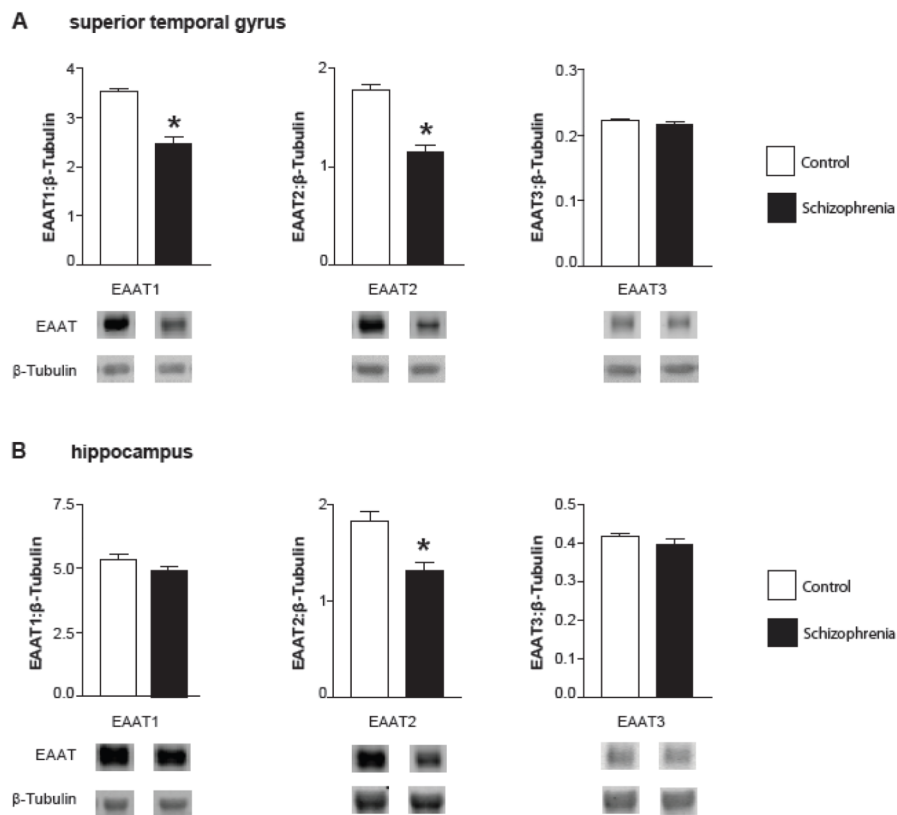 A superior temporal gyrus
EAAT1:β-Tubulin
4
3
2
1
0
*
EAAT1
EAAT2:β-Tubulin
2
1
0
*
EAAT2
EAAT3:β-Tubulin
0.3
0.2
0.1
0.0
EAAT3
Control
Schizophrenia
EAAT
β-Tubulin
B hippocampus
EAAT1:β-Tubulin
7.5
5.0
2.5
0.0
EAAT1
EAAT2:β-Tubulin
2
1
0
*
EAAT2
EAAT3:β-Tubulin
0.5
0.4
0.3
0.2
0.1
0.0
EAAT3
Control
Schizophrenia
EAAT
β-Tubulin